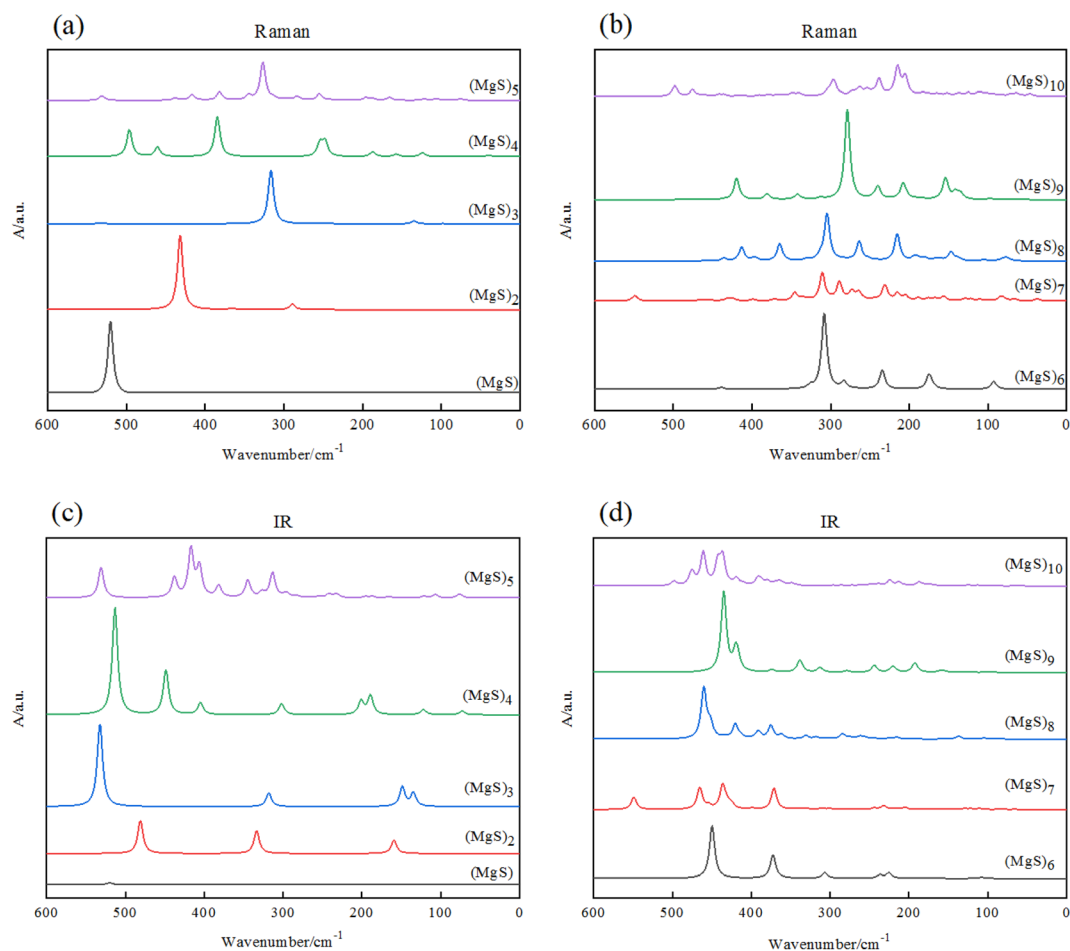 (a)
Raman
(MgS)5
(MgS)4
(MgS)3
(MgS)2
(MgS)
A/a.u.
600 500 400 300 200 100 0
Wavenumber/cm-1
(b)
Raman
(MgS)10
(MgS)9
(MgS)8
(MgS)7
(MgS)6
A/a.u.
600 500 400 300 200 100 0
Wavenumber/cm-1
(c)
IR
(MgS)5
(MgS)4
(MgS)3
(MgS)2
(MgS)
A/a.u.
600 500 400 300 200 100 0
Wavenumber/cm-1
(d)
IR
(MgS)10
(MgS)9
(MgS)8
(MgS)7
(MgS)6
A/a.u.
600 500 400 300 200 100 0
Wavenumber/cm-1